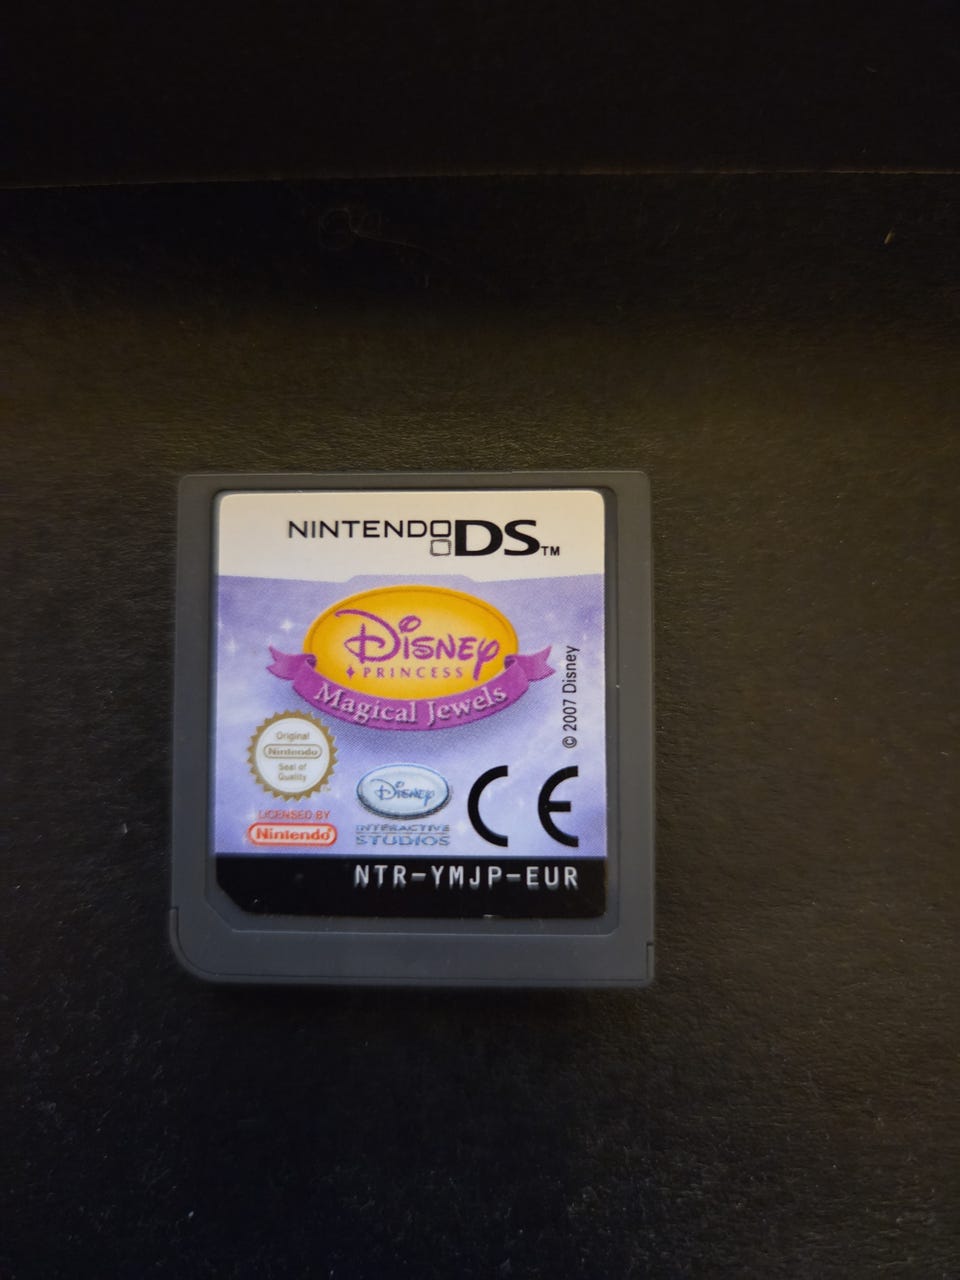 NINTENDO DS™
Disney
PRINCESS
Magical Jewels
© 2007 Disney
Original
Nintendo
Seal of
Quality
TM
LICENSED BY
Nintendo®
Disney
INTERACTIVE
STUDIOS
CE
NTR-YMJP-EUR